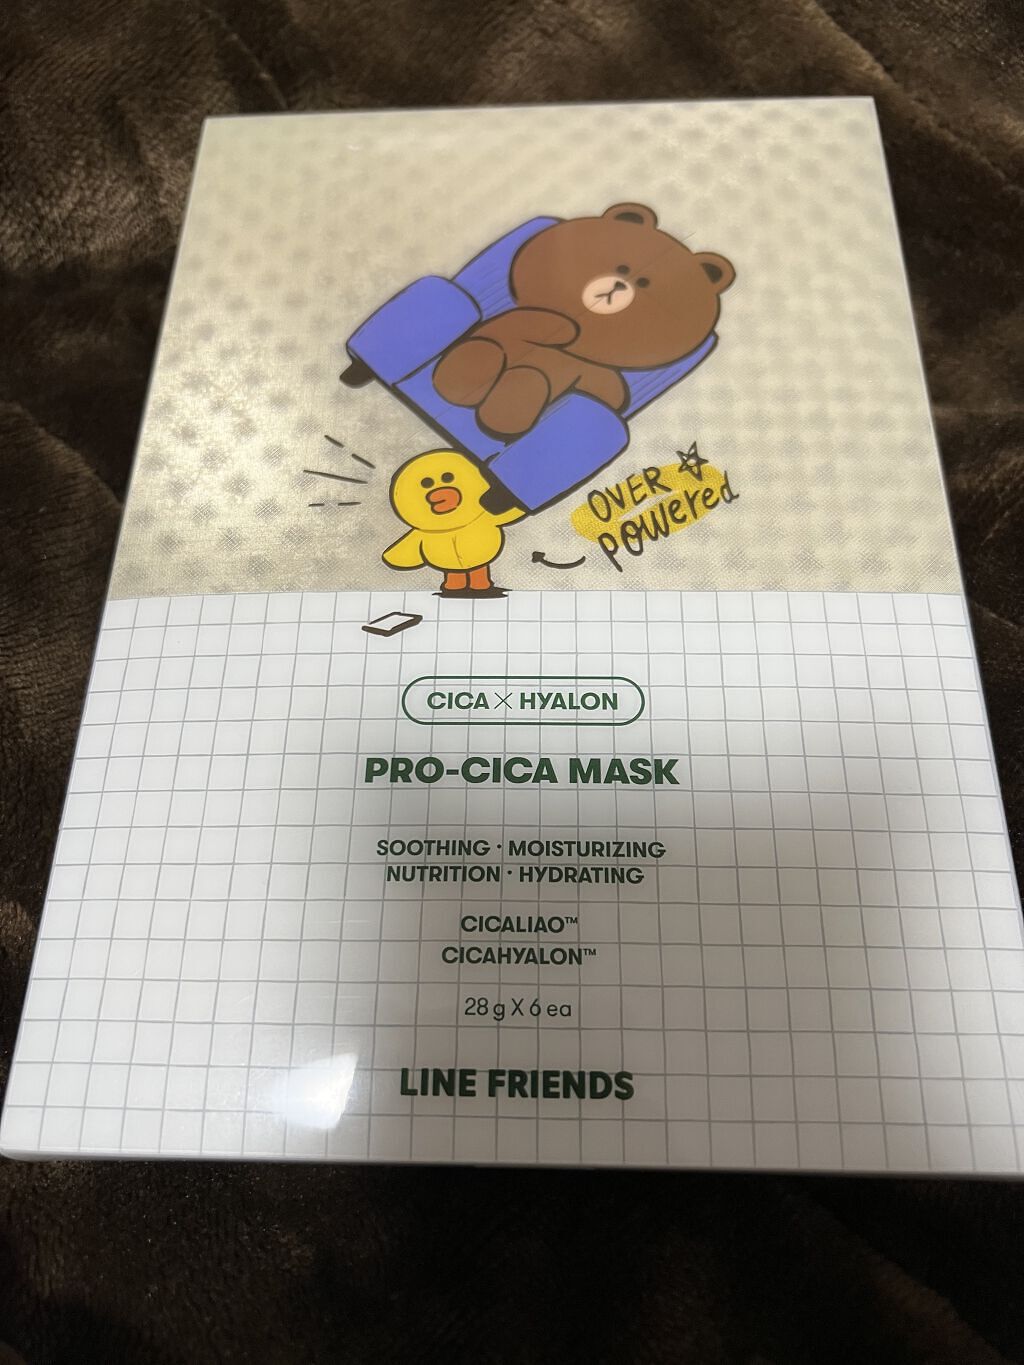 OVER
powered
CICA×HYALON
PRO-CICA MASK
SOOTHING · MOISTURIZING
NUTRITION · HYDRATING
CICALIAO™
CICAHYALON™
28 g X 6 ea
LINE FRIENDS